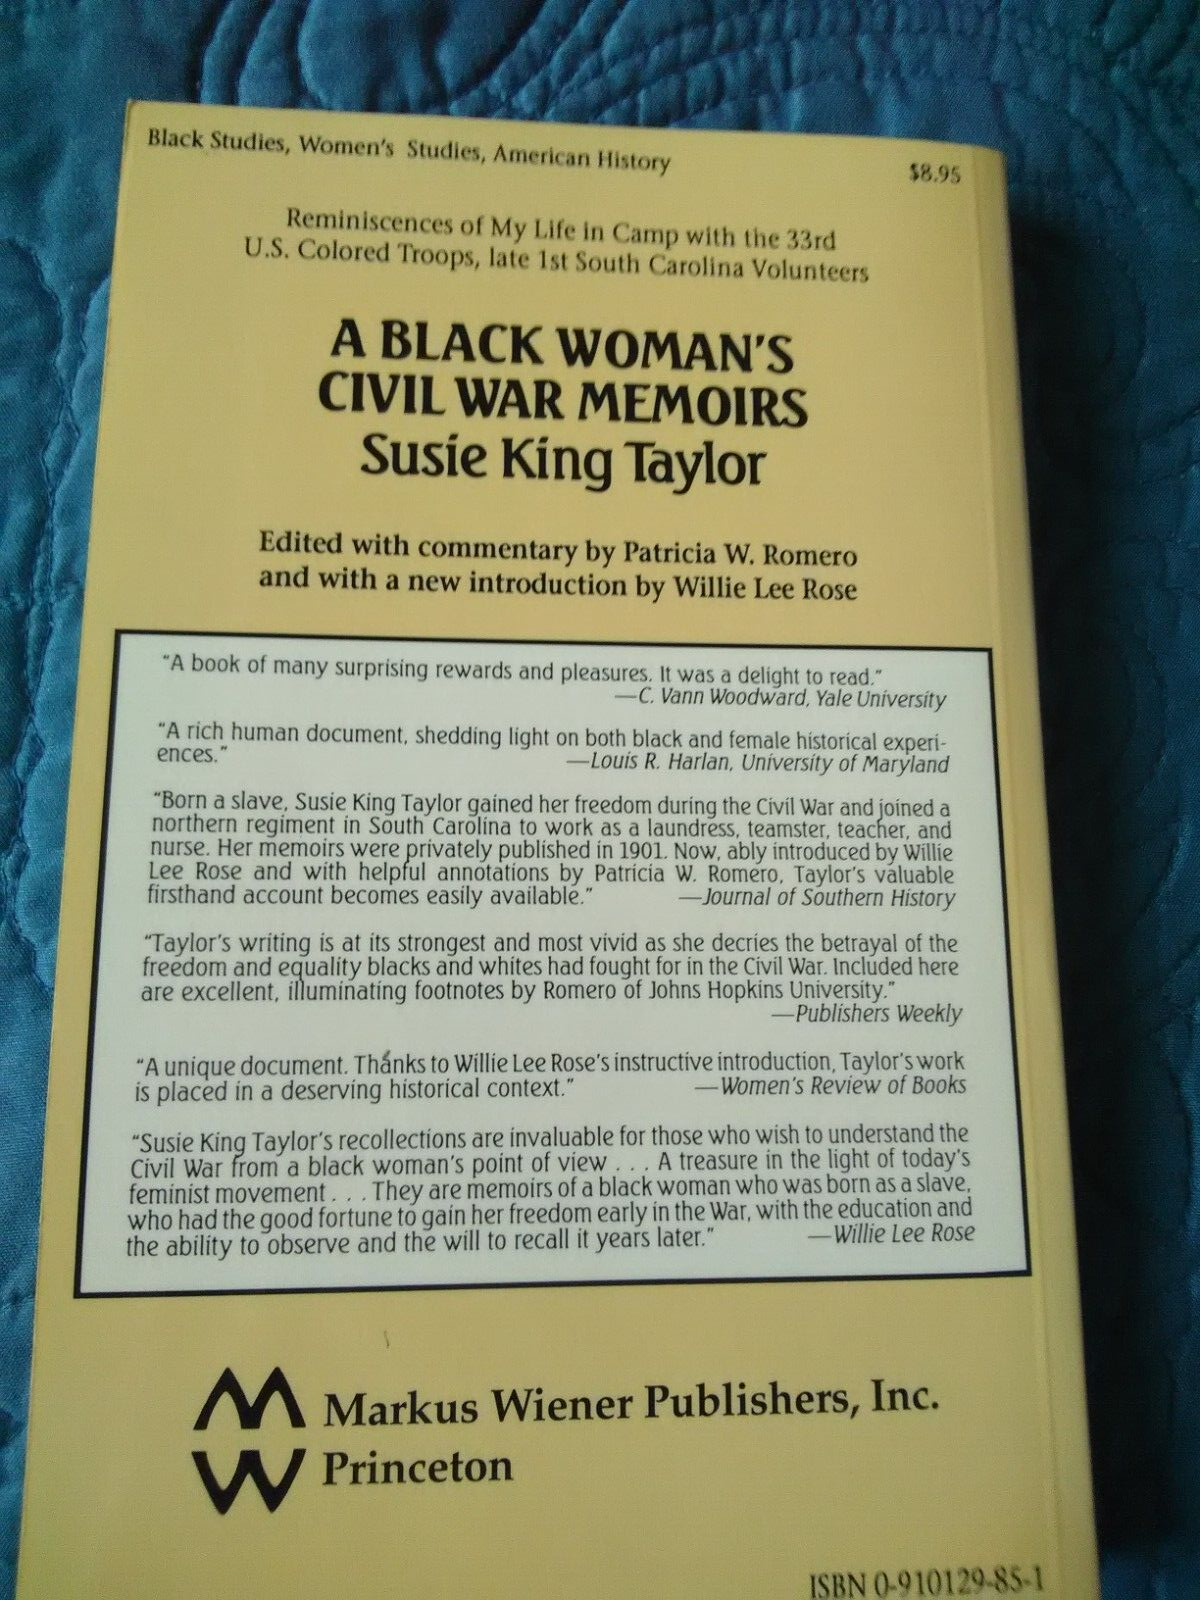 Black Studies, Women's Studies, American History
$8.95
Reminiscences of My Life in Camp with the 33rd
U.S. Colored Troops, late 1st South Carolina Volunteers
A BLACK WOMAN'S
CIVIL WAR MEMOIRS
Susie King Taylor
Edited with commentary by Patricia W. Romero
and with a new introduction by Willie Lee Rose
"A book of many surprising rewards and pleasures. It was a delight to read."
—C. Vann Woodward, Yale University
"A rich human document, shedding light on both black and female historical experi-
ences." —Louis R. Harlan, University of Maryland
"Born a slave, Susie King Taylor gained her freedom during the Civil War and joined a
northern regiment in South Carolina to work as a laundress, teamster, teacher, and
nurse. Her memoirs were privately published in 1901. Now, ably introduced by Willie
Lee Rose and with helpful annotations by Patricia W. Romero, Taylor's valuable
firsthand account becomes easily available." —Journal of Southern History
"Taylor's writing is at its strongest and most vivid as she decries the betrayal of the
freedom and equality blacks and whites had fought for in the Civil War. Included here
are excellent, illuminating footnotes by Romero of Johns Hopkins University."
—Publishers Weekly
"A unique document. Thanks to Willie Lee Rose's instructive introduction, Taylor's work
is placed in a deserving historical context." —Women's Review of Books
"Susie King Taylor's recollections are invaluable for those who wish to understand the
Civil War from a black woman's point of view . . . A treasure in the light of today's
feminist movement . . . They are memoirs of a black woman who was born as a slave,
who had the good fortune to gain her freedom early in the War, with the education and
the ability to observe and the will to recall it years later." —Willie Lee Rose
MW
Markus Wiener Publishers, Inc.
Princeton
ISBN 0-910129-85-1